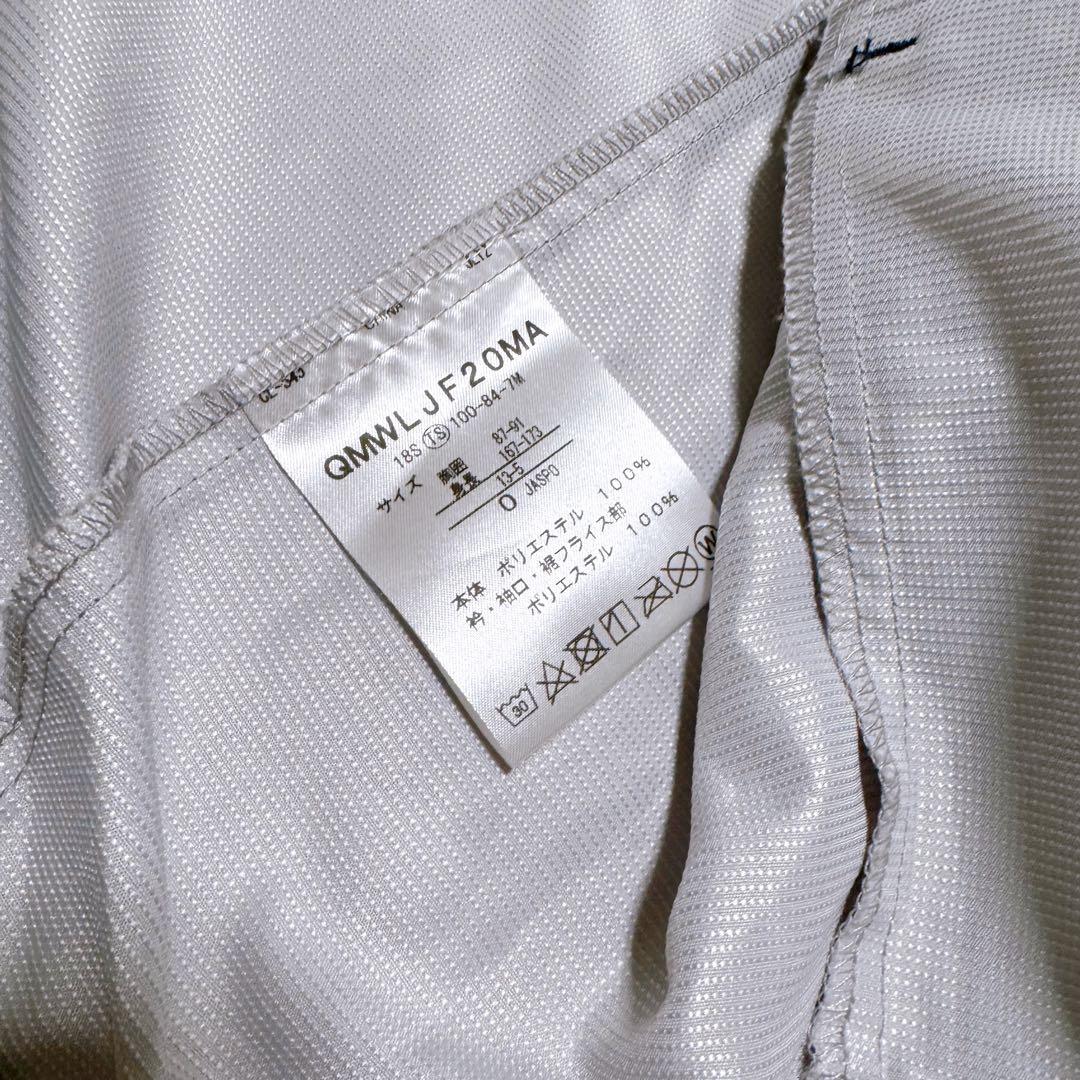 CHINA
JLTZ
QMWLJF20MA
18S TS 100-84-7M
サイズ 胸囲 87-91
身長 167-173
13-5
O JASPO
本体 ポリエステル 100%
衿・袖口・裾フライス部
ポリエステル 100%
30
W